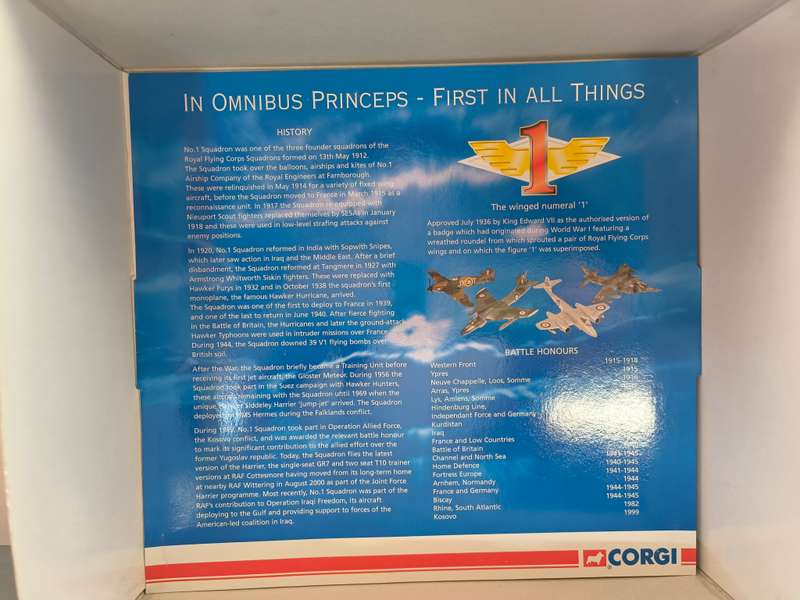 IN OMNIBUS PRINCEPS - FIRST IN ALL THINGS
HISTORY
No.1 Squadron was one of the three founder squadrons of the
Royal Flying Corps Squadrons formed on 13th May 1912.
The Squadron took over the balloons, airships and kites of No.1
Airship Company of the Royal Engineers at Farnborough.
These were relinquished in May 1914 for a variety of fixed wing
aircraft, before the Squadron moved to France in March 1915 as a
reconnaissance unit. In 1917 the Squadron re-equipped with
Nieuport Scout fighters replaced themselves by SE5AS in January
1918 and these were used in low-level strafing attacks against
enemy positions.
In 1920, No.1 Squadron reformed in India with Sopwith Snipes,
which later saw action in Iraq and the Middle East. After a brief
disbandment, the Squadron reformed at Tangmere in 1927 with
Armstrong Whitworth Siskin fighters. These were replaced with
Hawker Furys in 1932 and in October 1938 the squadron's first
monoplane, the famous Hawker Hurricane, arrived.
The Squadron was one of the first to deploy to France in 1939,
and one of the last to return in June 1940. After fierce fighting
in the Battle of Britain, the Hurricanes and later the ground-attack
Hawker Typhoons were used in intruder missions over France.
During 1944, the Squadron downed 39 V1 flying bombs over
British soil.
After the War, the Squadron briefly became a Training Unit before
receiving its first jet aircraft, the Gloster Meteor. During 1956 the
Squadron took part in the Suez campaign with Hawker Hunters,
these aircraft remaining with the Squadron until 1969 when the
unique Hawker Siddeley Harrier 'jump-jet' arrived. The Squadron
deployed on HMS Hermes during the Falklands conflict.
During 1999, No.1 Squadron took part in Operation Allied Force,
the Kosovo conflict, and was awarded the relevant battle honour
to mark its significant contribution to the allied effort over the
former Yugoslav republic. Today, the Squadron flies the latest
version of the Harrier, the single-seat GR7 and two seat T10 trainer
versions at RAF Cottesmore having moved from its long-term home
at nearby RAF Wittering in August 2000 as part of the Joint Force
Harrier programme. Most recently, No.1 Squadron was part of the
RAF's contribution to Operation Iraqi Freedom, its aircraft
deploying to the Gulf and providing support to forces of the
American-led coalition in Iraq.
1
The winged numeral '1'
Approved July 1936 by King Edward VII as the authorised version of
a badge which had originated during World War I featuring a
wreathed roundel from which sprouted a pair of Royal Flying Corps
wings and on which the figure '1' was superimposed.
BATTLE HONOURS
Western Front 1915-1918
Ypres 1915
Neuve Chappelle, Loos, Somme 1916
Arras, Ypres
Lys, Amiens, Somme
Hindenburg Line,
Independant Force and Germany
Kurdistan
Iraq
France and Low Countries
Battle of Britain
Channel and North Sea 1941-1945
Home Defence 1940-1945
Fortress Europe 1941-1944
Arnhem, Normandy 1944
France and Germany 1944-1945
Biscay 1944-1945
Rhine, South Atlantic 1982
Kosovo 1999
CORGI